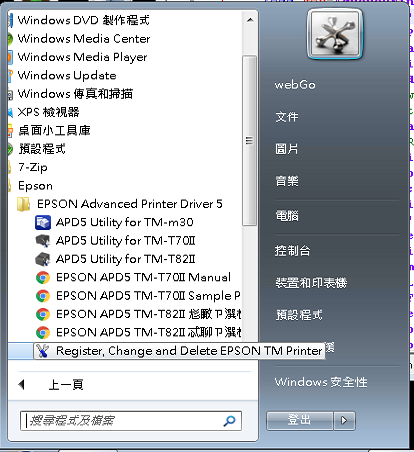 Windows DVD 製作程式
Windows Media Center
Windows Media Player
Windows Update
Windows 傳真和掃描
XPS 檢視器
桌面小工具庫
預設程式
7-Zip
Epson
EPSON Advanced Printer Driver 5
APD5 Utility for TM-m30
APD5 Utility for TM-T70II
APD5 Utility for TM-T82II
EPSON APD5 TM-T70II Manual
EPSON APD5 TM-T70II Sample P
EPSON APD5 TM-T82II
EPSON APD5 TM-T82II
Register, Change and Delete EPSON TM Printer
上一頁
搜尋程式及檔案
webGo
文件
圖片
音樂
電腦
控制台
裝置和印表機
預設程式
Windows 安全性
登出